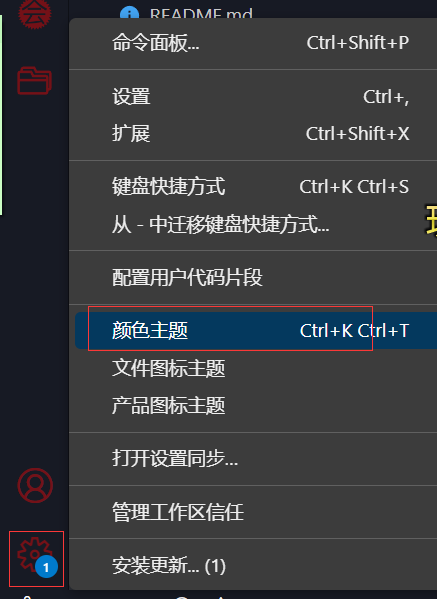 会
README.md
命令面板... Ctrl+Shift+P
设置 Ctrl+,
扩展 Ctrl+Shift+X
键盘快捷方式 Ctrl+K Ctrl+S
从 - 中迁移键盘快捷方式...
配置用户代码片段
颜色主题 Ctrl+K Ctrl+T
文件图标主题
产品图标主题
打开设置同步...
管理工作区信任
1
安装更新... (1)